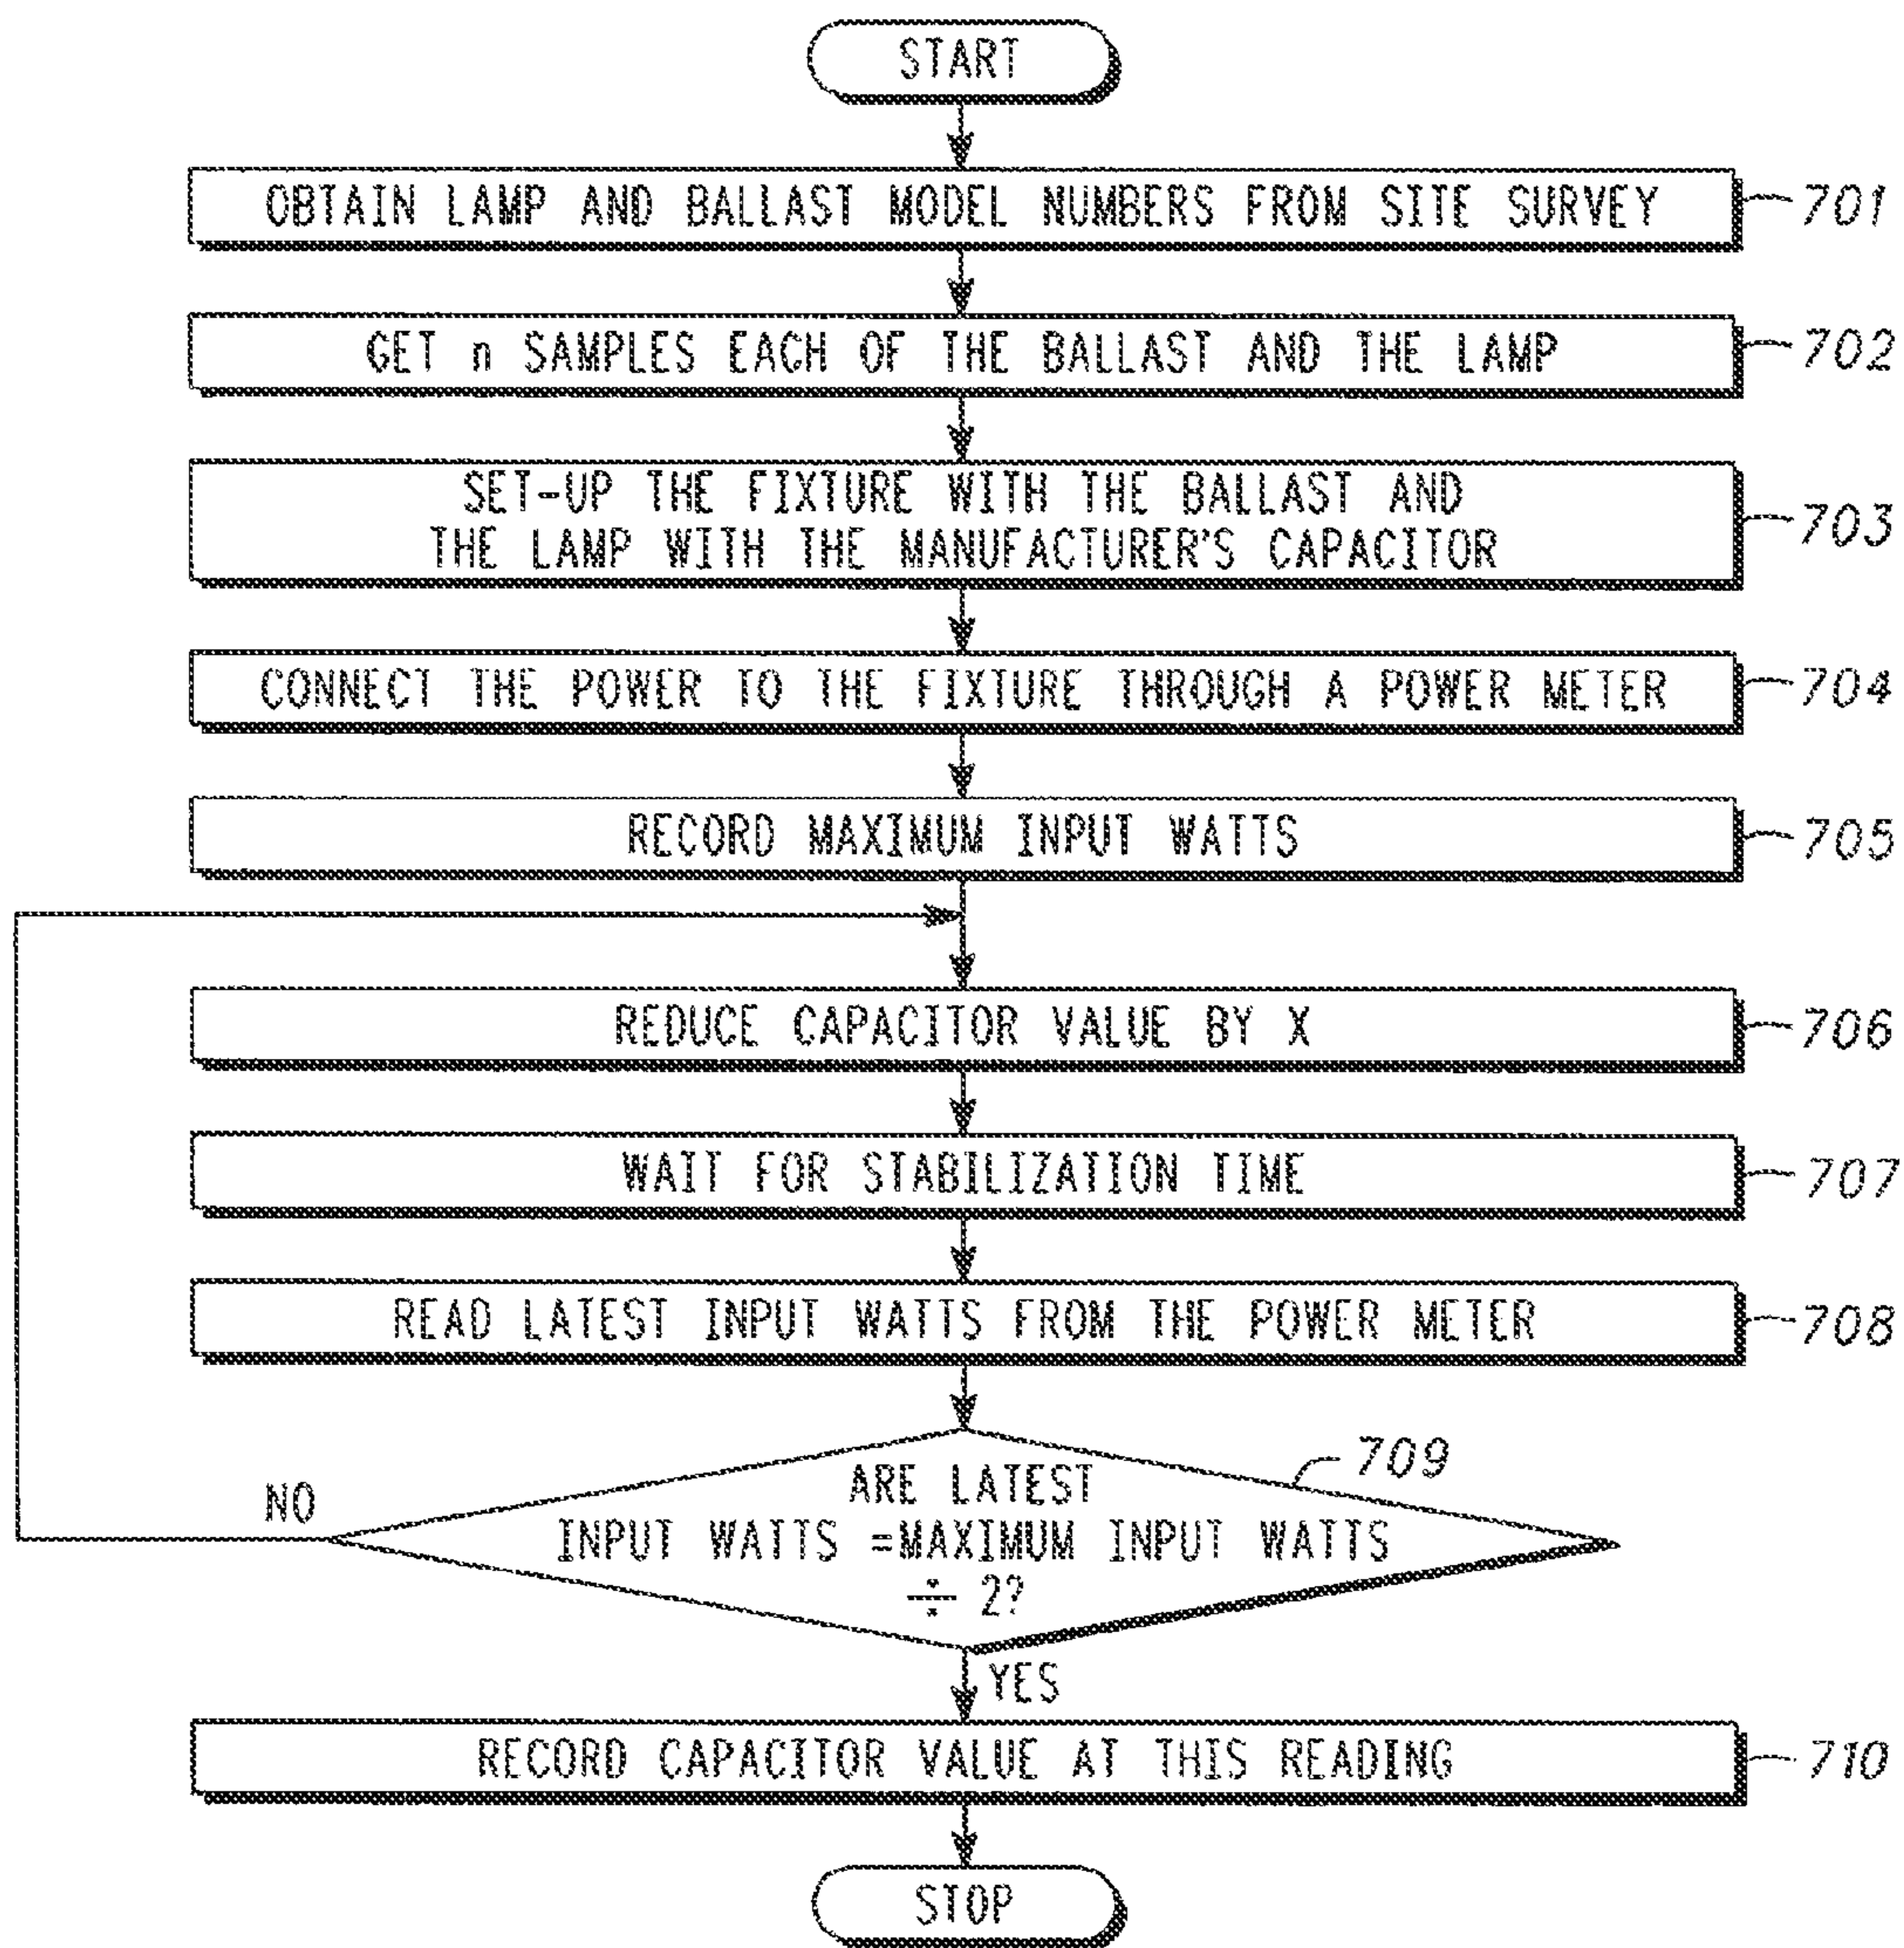 START
OBTAIN LAMP AND BALLAST MODEL NUMBERS FROM SITE SURVEY
701
GET n SAMPLES EACH OF THE BALLAST AND THE LAMP
702
SET-UP THE FIXTURE WITH THE BALLAST AND
THE LAMP WITH THE MANUFACTURER'S CAPACITOR
703
CONNECT THE POWER TO THE FIXTURE THROUGH A POWER METER
704
RECORD MAXIMUM INPUT WATTS
705
REDUCE CAPACITOR VALUE BY X
706
WAIT FOR STABILIZATION TIME
707
READ LATEST INPUT WATTS FROM THE POWER METER
708
709
ARE LATEST
NO
INPUT WATTS =MAXIMUM INPUT WATTS
÷ 2?
YES
RECORD CAPACITOR VALUE AT THIS READING
710
STOP